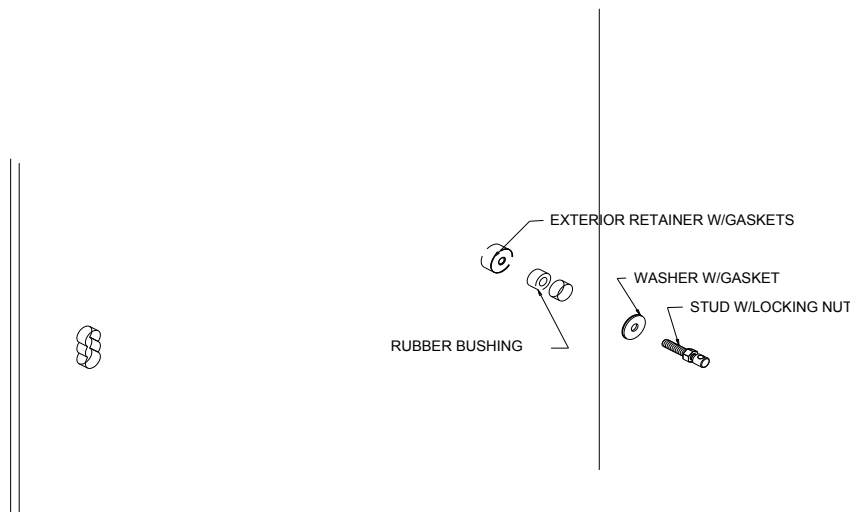 EXTERIOR RETAINER W/GASKETS
WASHER W/GASKET
STUD W/LOCKING NUT
RUBBER BUSHING